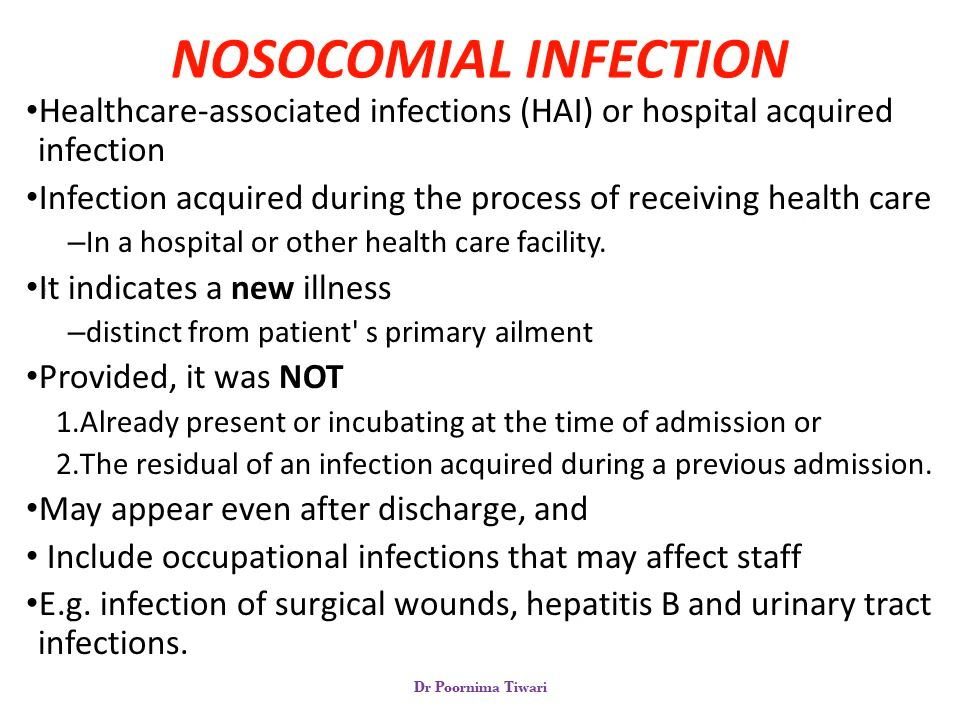 NOSOCOMIAL INFECTION
•Healthcare-associated infections (HAI) or hospital acquired
infection
•Infection acquired during the process of receiving health care
–In a hospital or other health care facility.
•It indicates a new illness
–distinct from patient' s primary ailment
•Provided, it was NOT
1.Already present or incubating at the time of admission or
2.The residual of an infection acquired during a previous admission.
•May appear even after discharge, and
• Include occupational infections that may affect staff
•E.g. infection of surgical wounds, hepatitis B and urinary tract
infections.
Dr Poornima Tiwari